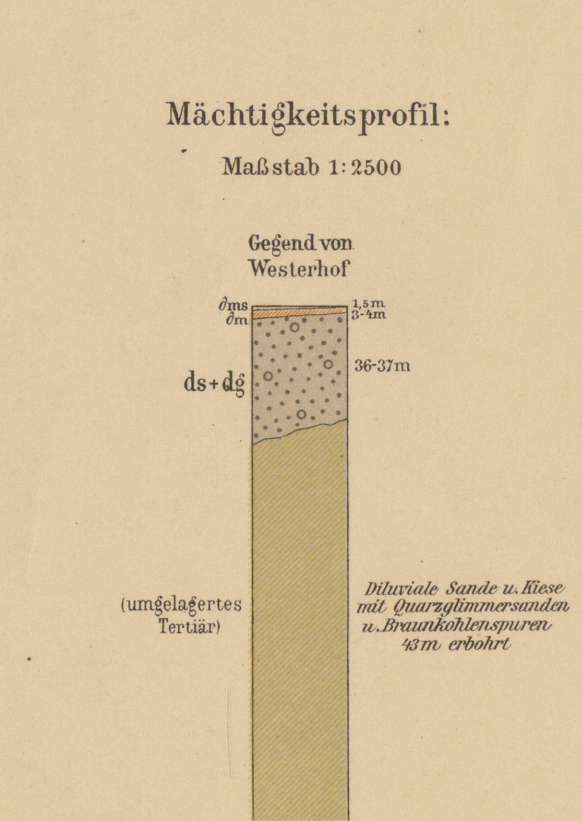 Mächtigkeitsprofil:
Maßstab 1:2500
Gegend von
Westerhof
∂ms
1,5m
∂m
3-4m
ds+dg
36-37m
(umgelagertes
Tertiär)
Diluviale Sande u. Kiese
mit Quarzglimmersanden
u. Braunkohlenspuren
43m erbohrt